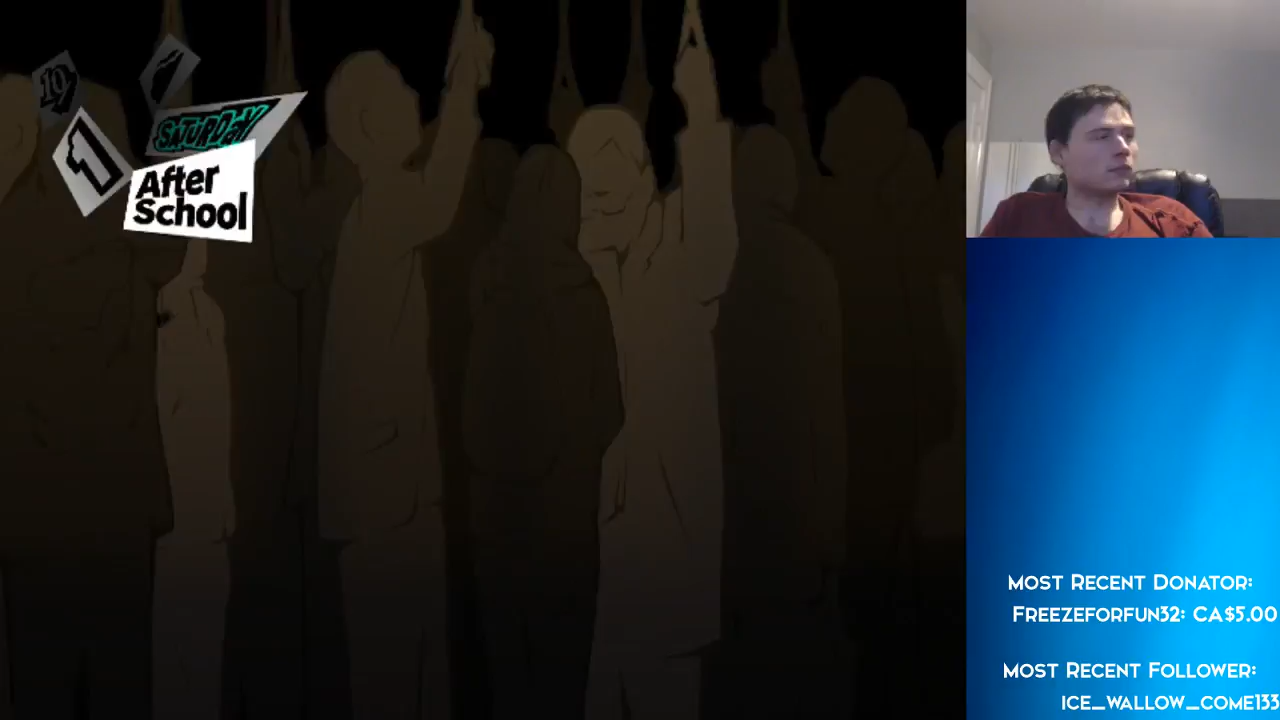 10
1
SATURDAY
After
School
MOST RECENT DONATOR:
FREEZEFORFUN32: CA$5.00
MOST RECENT FOLLOWER:
ICE_WALLOW_COME133